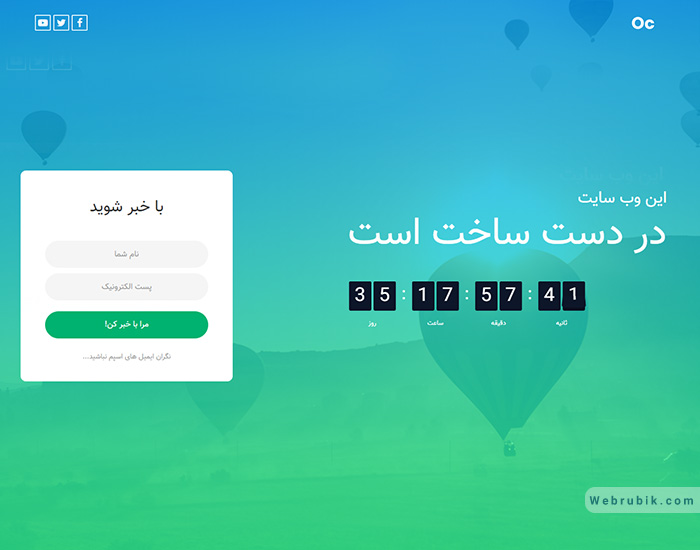 Oc
این وب سایت
در دست ساخت است
35 : 17 : 57 : 41
روز ساعت دقیقه ثانیه
با خبر شوید
نام شما
پست الکترونیک
مرا با خبر کن!
نگران ایمیل های اسپم نباشید...
Webrubik.com